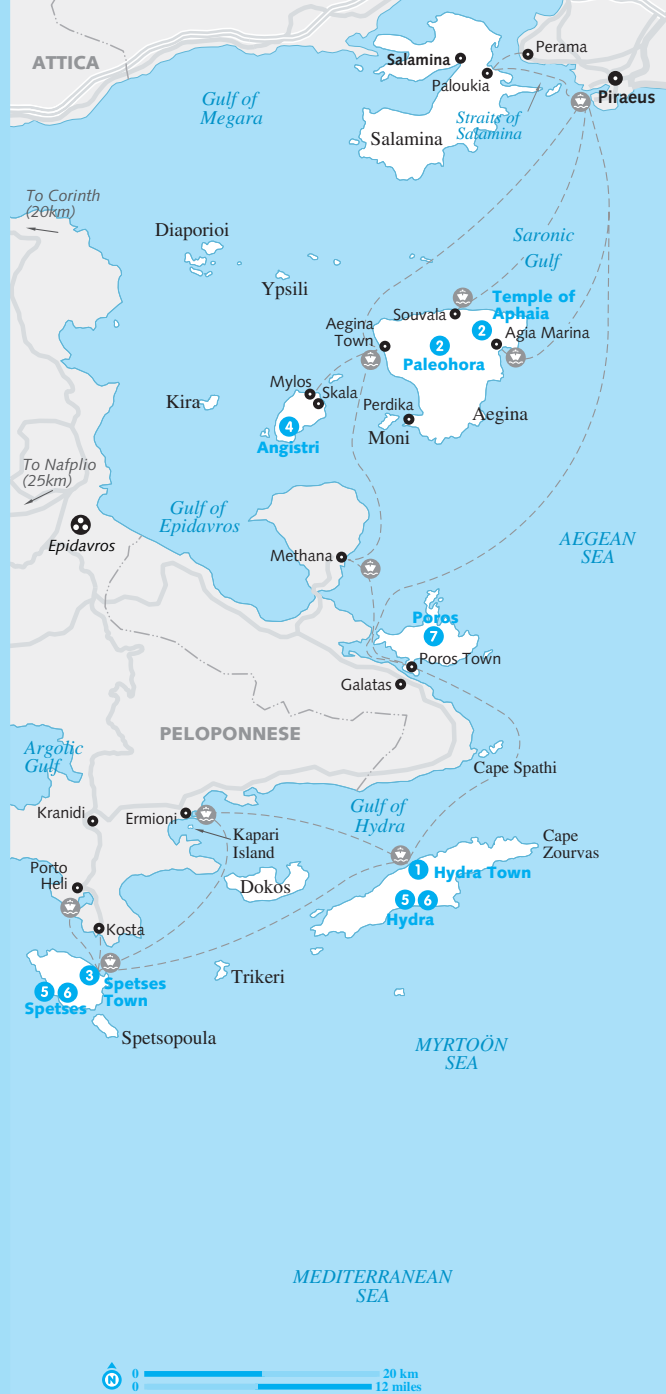 ATTICA
Salamina
Perama
Paloukia
Piraeus
Gulf of
Megara
Straits of
Salamina
Salamina
To Corinth
(20km)
Diaporioi
Saronic
Gulf
Ypsili
Temple of
Aphaia
Souvala
2
Aegina
Town
Agia Marina
2
Paleohora
Mylos
Skala
Kira
Perdika
Aegina
4
Moni
Angistri
To Nafplio
(25km)
Gulf of
Epidavros
Epidavros
AEGEAN
SEA
Methana
Poros
7
Poros Town
Galatas
PELOPONNESE
Argolic
Gulf
Cape Spathi
Kranidi
Ermioni
Gulf of
Hydra
Kapari
Island
Cape
Zourvas
Porto
Heli
1
Hydra Town
Dokos
5 6
Hydra
Kosta
3
Spetses
Town
5 6
Spetses
Trikeri
Spetsopoula
MYRTOÖN
SEA
MEDITERRANEAN
SEA
N
0 20 km
0 12 miles